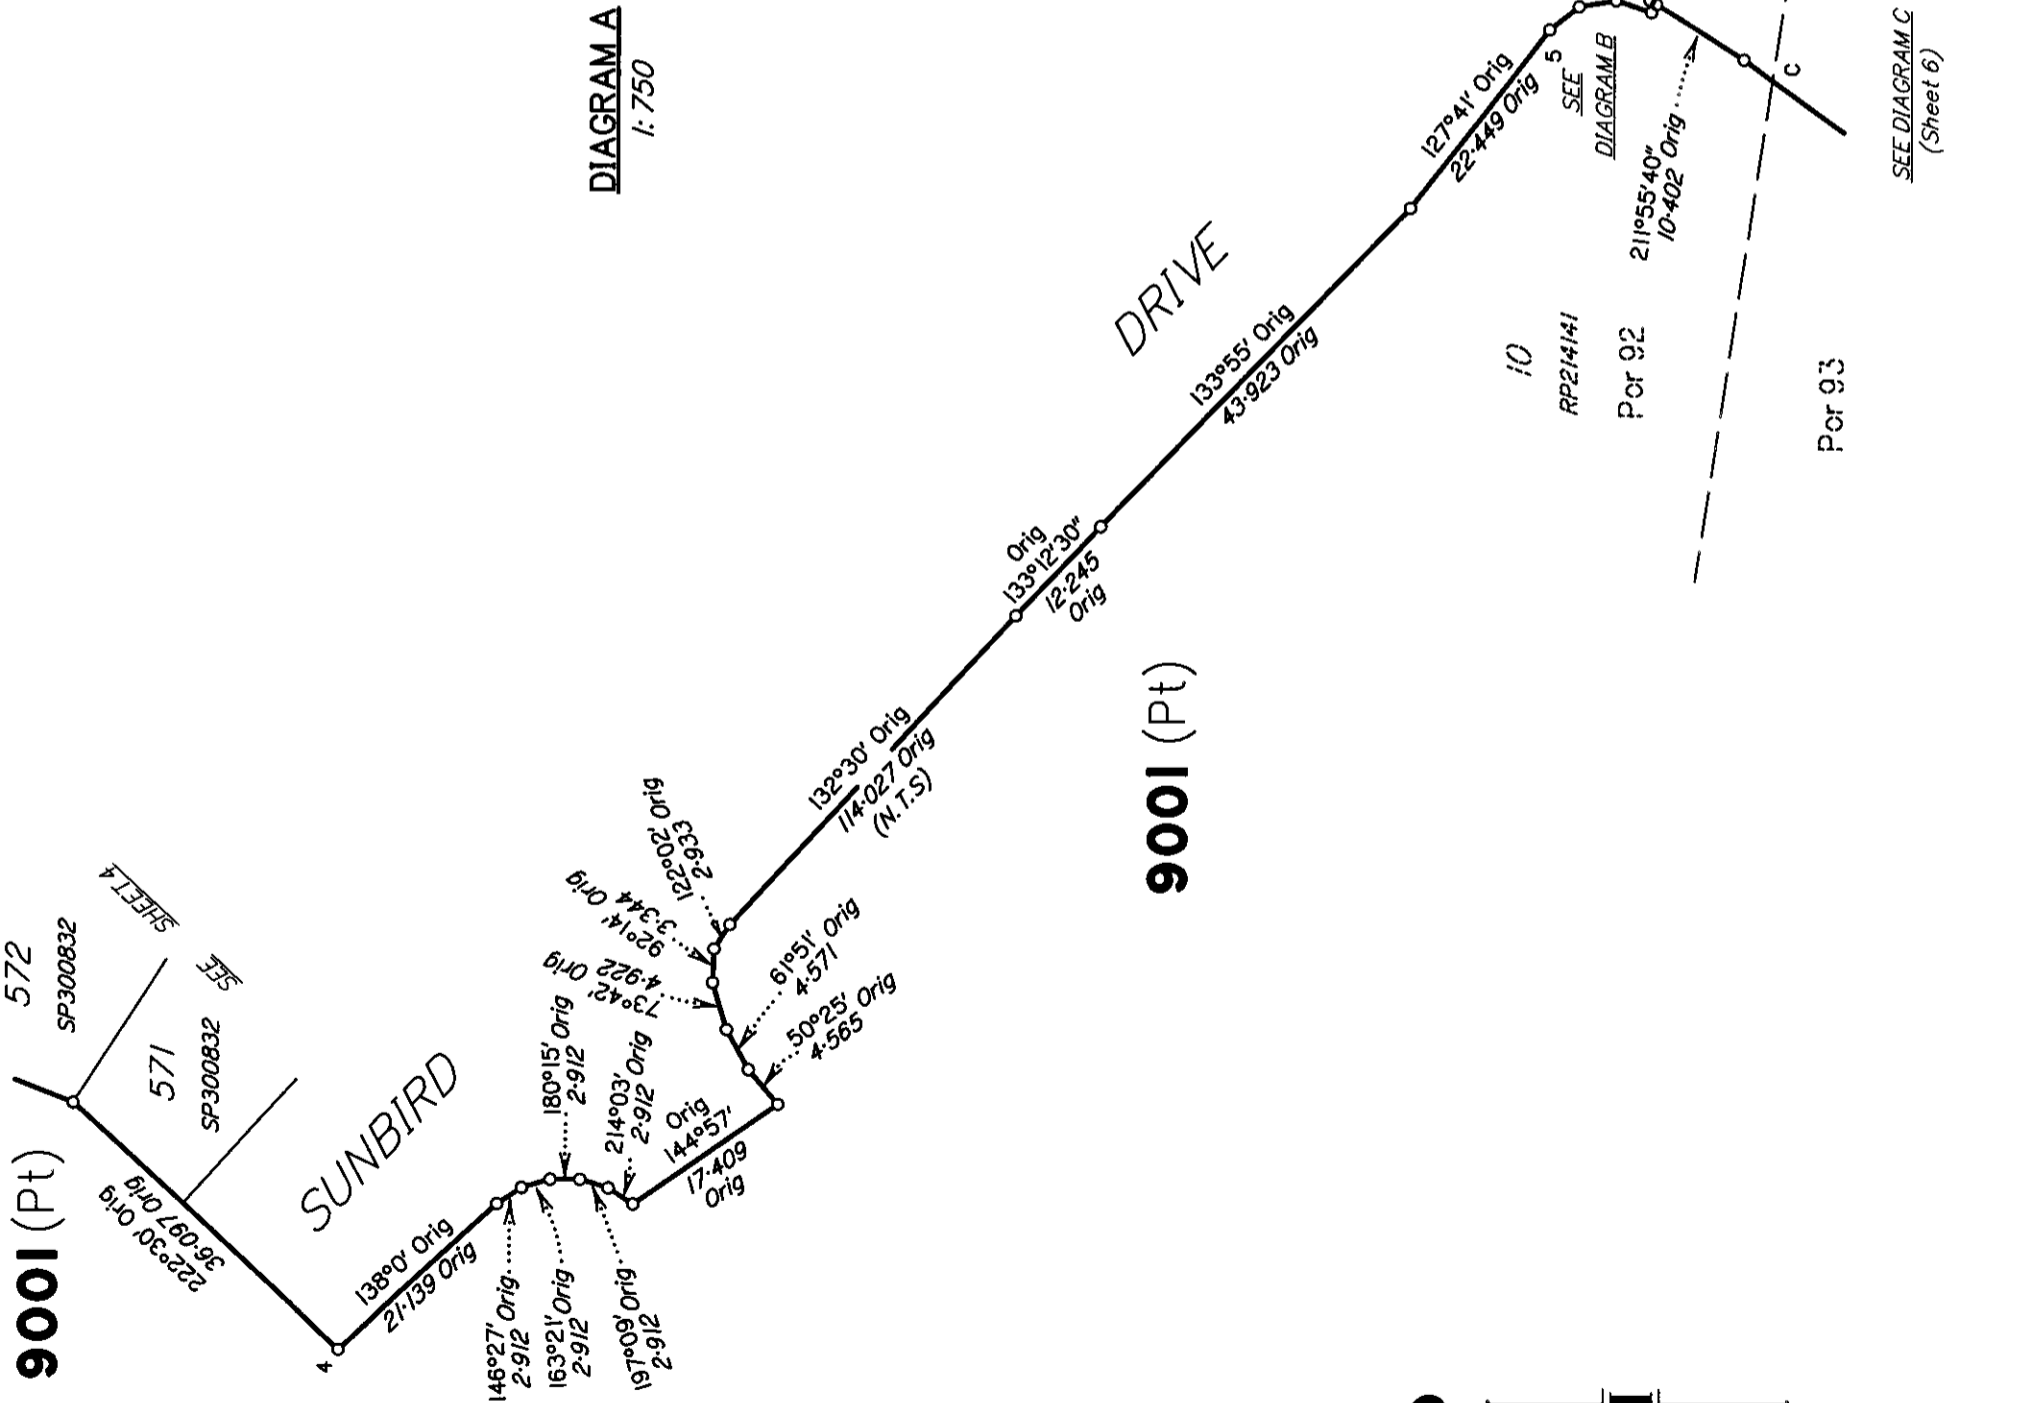 DIAGRAM A
1:750
572
SP300832
SEE
SHEET 4
571
SP300832
9001 (Pt)
222°30' Orig
36·097 Orig
4
SUNBIRD
138°0' Orig
21·139 Orig
146°27' Orig
2·912
163°21' Orig
2·912
180°15' Orig
2·912
197°09' Orig
2·912
214°03' Orig
2·912
Orig
144°57'
17·409
Orig
50°25' Orig
4·565
61°51' Orig
4·571
73°42' Orig
4·922
92°14' Orig
3·344
122°02' Orig
2·933
132°30' Orig
114·027 Orig
(N.T.S)
Orig
133°12'30"
12·245
Orig
9001 (Pt)
DRIVE
133°55' Orig
43·923 Orig
127°41' Orig
22·449 Orig
5
SEE
DIAGRAM B
211°55'40"
10·402 Orig
10
RP214141
Por 92
Por 93
C
SEE DIAGRAM C
(Sheet 6)